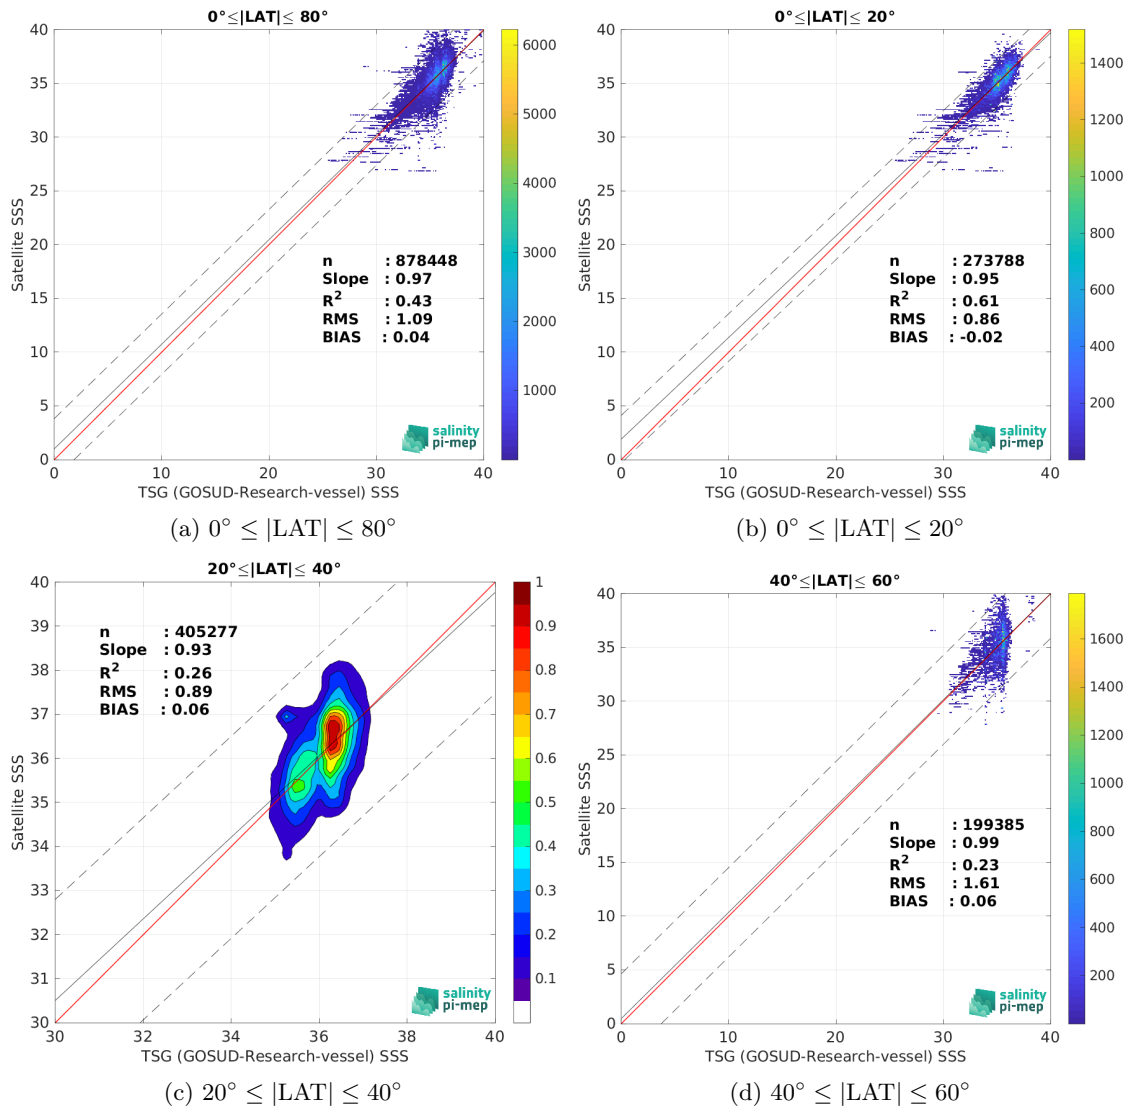 0°≤|LAT|≤ 80°
40
35
30
25
20
15
10
5
0
Satellite SSS
0
10
20
30
40
TSG (GOSUD-Research-vessel) SSS
n : 878448
Slope : 0.97
R2 : 0.43
RMS : 1.09
BIAS : 0.04
salinity
pi-mep
6000
5000
4000
3000
2000
1000
(a) 0° ≤ |LAT| ≤ 80°
0°≤|LAT|≤ 20°
40
35
30
25
20
15
10
5
0
Satellite SSS
0
10
20
30
40
TSG (GOSUD-Research-vessel) SSS
n : 273788
Slope : 0.95
R2 : 0.61
RMS : 0.86
BIAS : -0.02
salinity
pi-mep
1400
1200
1000
800
600
400
200
(b) 0° ≤ |LAT| ≤ 20°
20°≤|LAT|≤ 40°
40
39
38
37
36
35
34
33
32
31
30
Satellite SSS
30
32
34
36
38
40
TSG (GOSUD-Research-vessel) SSS
n : 405277
Slope : 0.93
R2 : 0.26
RMS : 0.89
BIAS : 0.06
salinity
pi-mep
1
0.9
0.8
0.7
0.6
0.5
0.4
0.3
0.2
0.1
(c) 20° ≤ |LAT| ≤ 40°
40°≤|LAT|≤ 60°
40
35
30
25
20
15
10
5
0
Satellite SSS
0
10
20
30
40
TSG (GOSUD-Research-vessel) SSS
n : 199385
Slope : 0.99
R2 : 0.23
RMS : 1.61
BIAS : 0.06
salinity
pi-mep
1600
1400
1200
1000
800
600
400
200
(d) 40° ≤ |LAT| ≤ 60°